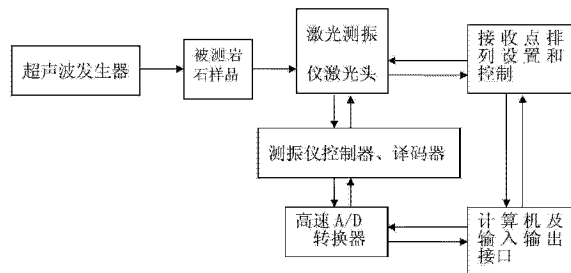 超声波发生器
被测岩
石样品
激光测振
仪激光头
接收点排
列设置和
控制
测振仪控制器、译码器
高速A/D
转换器
计算机及
输入输出
接口